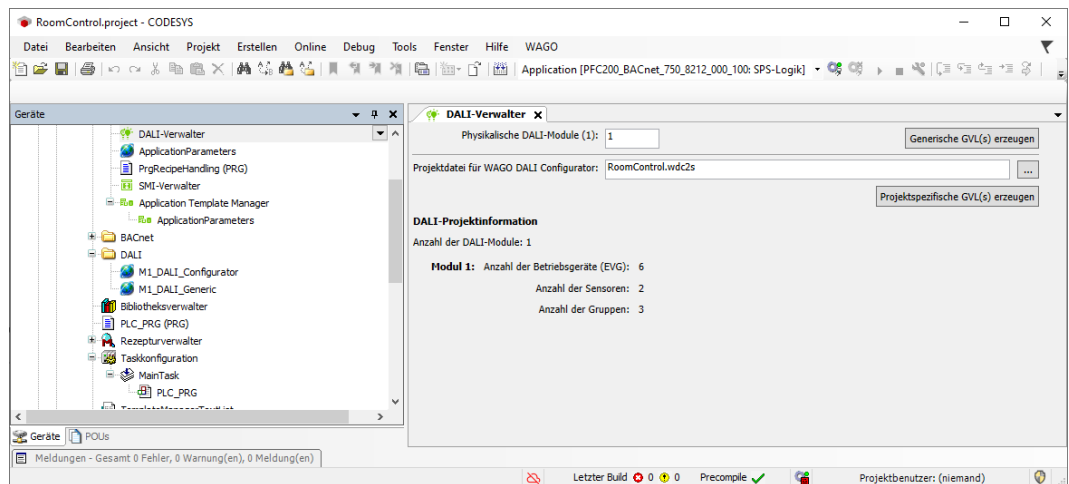 RoomControl.project - CODESYS
Datei Bearbeiten Ansicht Projekt Erstellen Online Debug Tools Fenster Hilfe WAGO
Application [PFC200_BACnet_750_8212_000_100: SPS-Logik]
Geräte
DALI-Verwalter
ApplicationParameters
PrgRecipeHandling (PRG)
SMI-Verwalter
Application Template Manager
ApplicationParameters
BACnet
DALI
M1_DALI_Configurator
M1_DALI_Generic
Bibliotheksverwalter
PLC_PRG (PRG)
Rezepturverwalter
Taskkonfiguration
MainTask
PLC_PRG
Geräte POUs
DALI-Verwalter
Physikalische DALI-Module (1): 1 Generische GVL(s) erzeugen
Projektdatei für WAGO DALI Configurator: RoomControl.wdc2s ...
Projektspezifische GVL(s) erzeugen
DALI-Projektinformation
Anzahl der DALI-Module: 1
Modul 1: Anzahl der Betriebsgeräte (EVG): 6
Anzahl der Sensoren: 2
Anzahl der Gruppen: 3
Meldungen - Gesamt 0 Fehler, 0 Warnung(en), 0 Meldung(en)
Letzter Build 0 0 Precompile Projektbenutzer: (niemand)